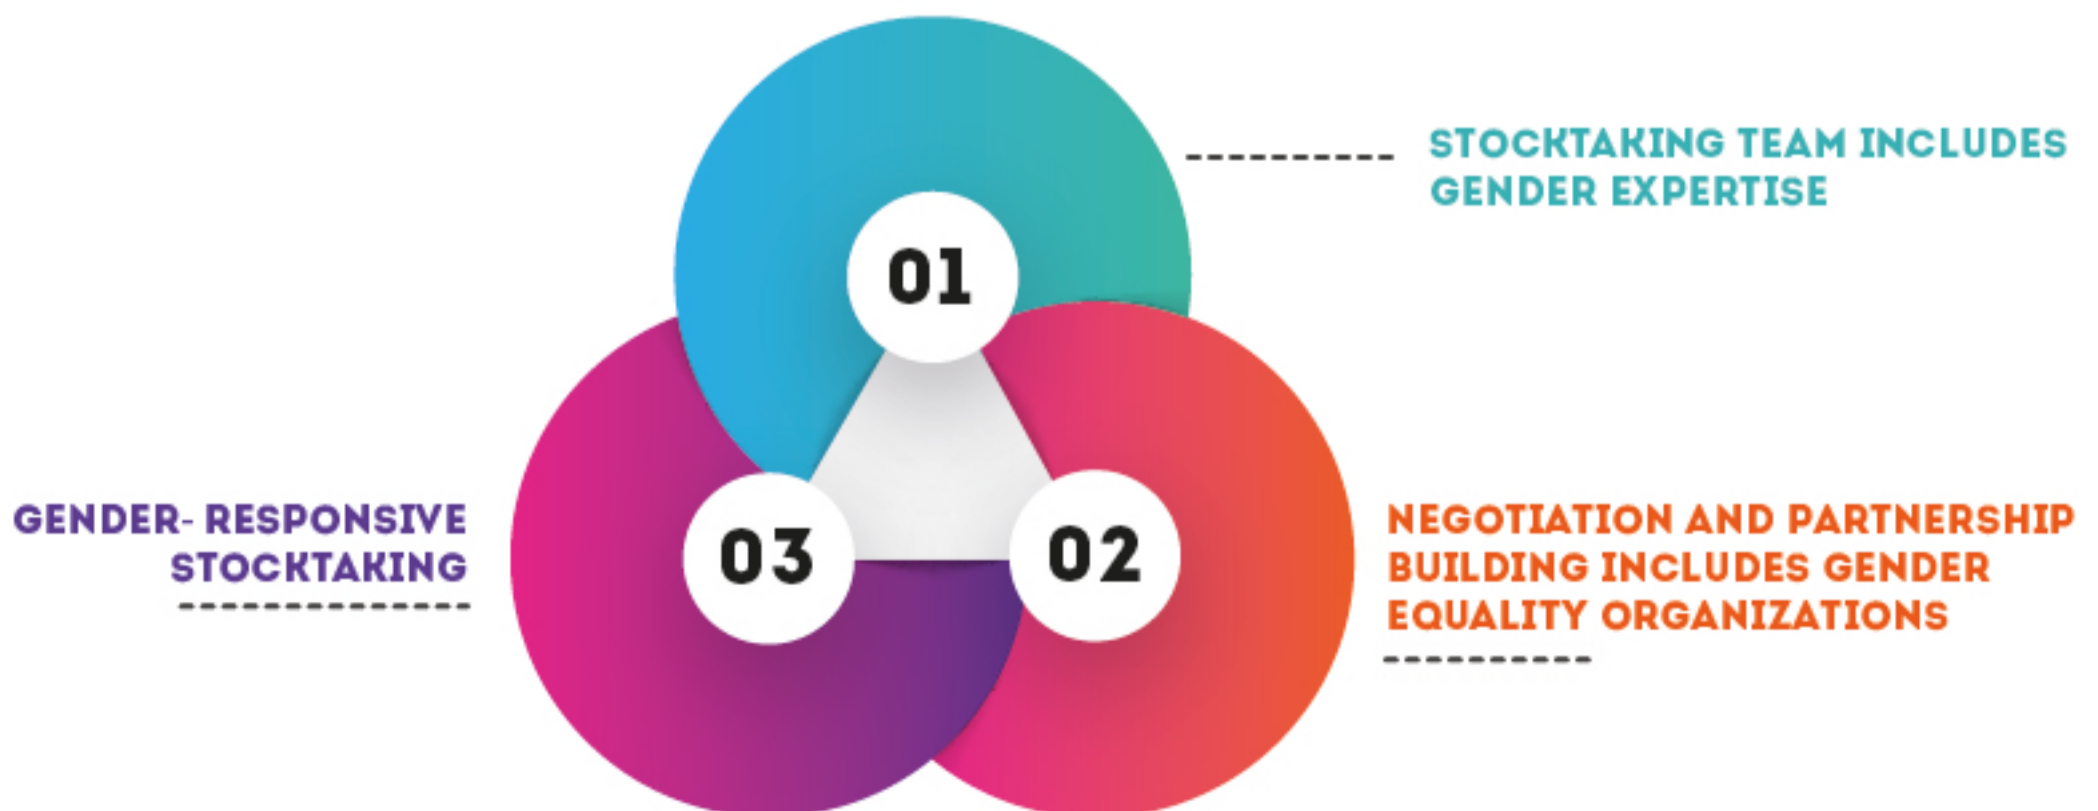 01
STOCKTAKING TEAM INCLUDES
GENDER EXPERTISE
02
NEGOTIATION AND PARTNERSHIP
BUILDING INCLUDES GENDER
EQUALITY ORGANIZATIONS
03
GENDER- RESPONSIVE
STOCKTAKING